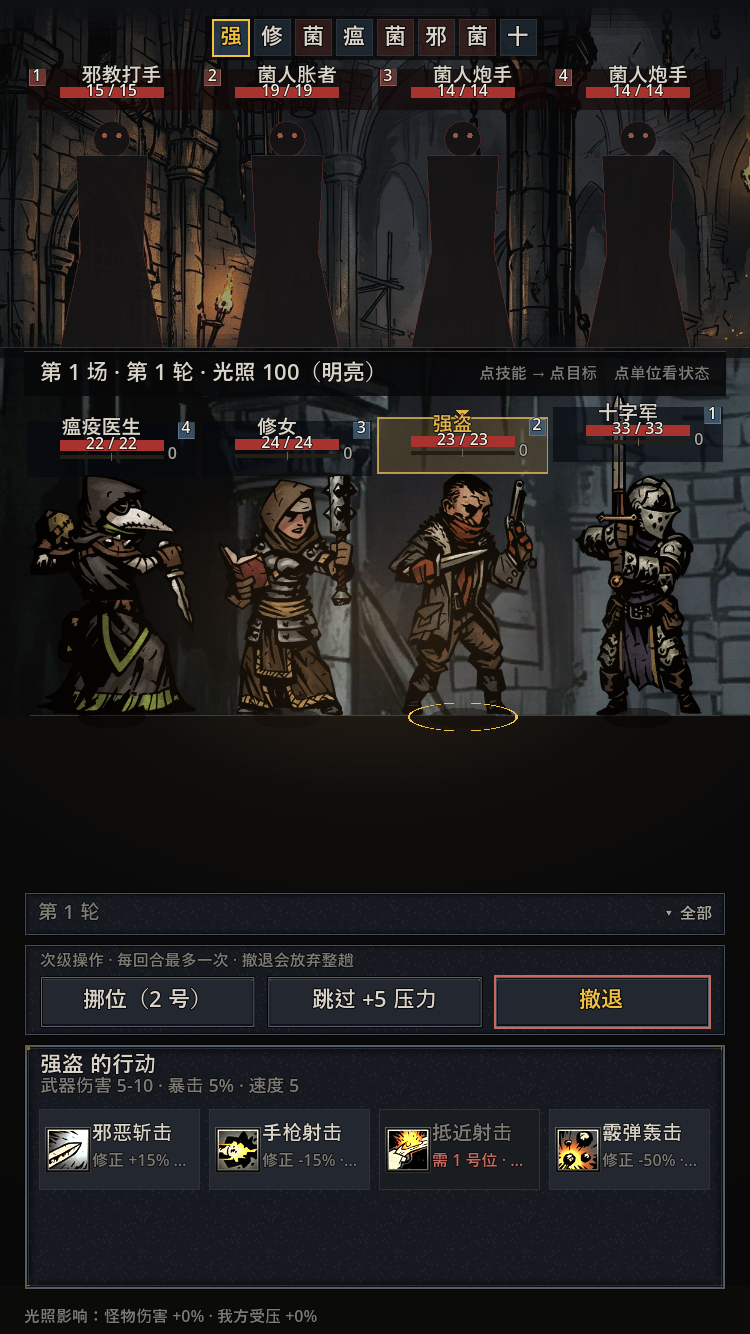 强 修 菌 瘟 菌 邪 菌 十
1 邪教打手 2 菌人胀者 3 菌人炮手 4 菌人炮手
15 / 15 19 / 19 14 / 14 14 / 14
第 1 场 · 第 1 轮 · 光照 100（明亮） 点技能 → 点目标 点单位看状态
瘟疫医生 4 修女 3 强盗 2 十字军 1
22 / 22 0 24 / 24 0 23 / 23 0 33 / 33 0
第 1 轮 ▾ 全部
次级操作 · 每回合最多一次 · 撤退会放弃整趟
挪位（2 号） 跳过 +5 压力 撤退
强盗 的行动
武器伤害 5-10 · 暴击 5% · 速度 5
邪恶斩击 手枪射击 抵近射击 霰弹轰击
修正 +15% ... 修正 -15% ·... 需 1 号位 · ... 修正 -50% ·...
光照影响：怪物伤害 +0% · 我方受压 +0%